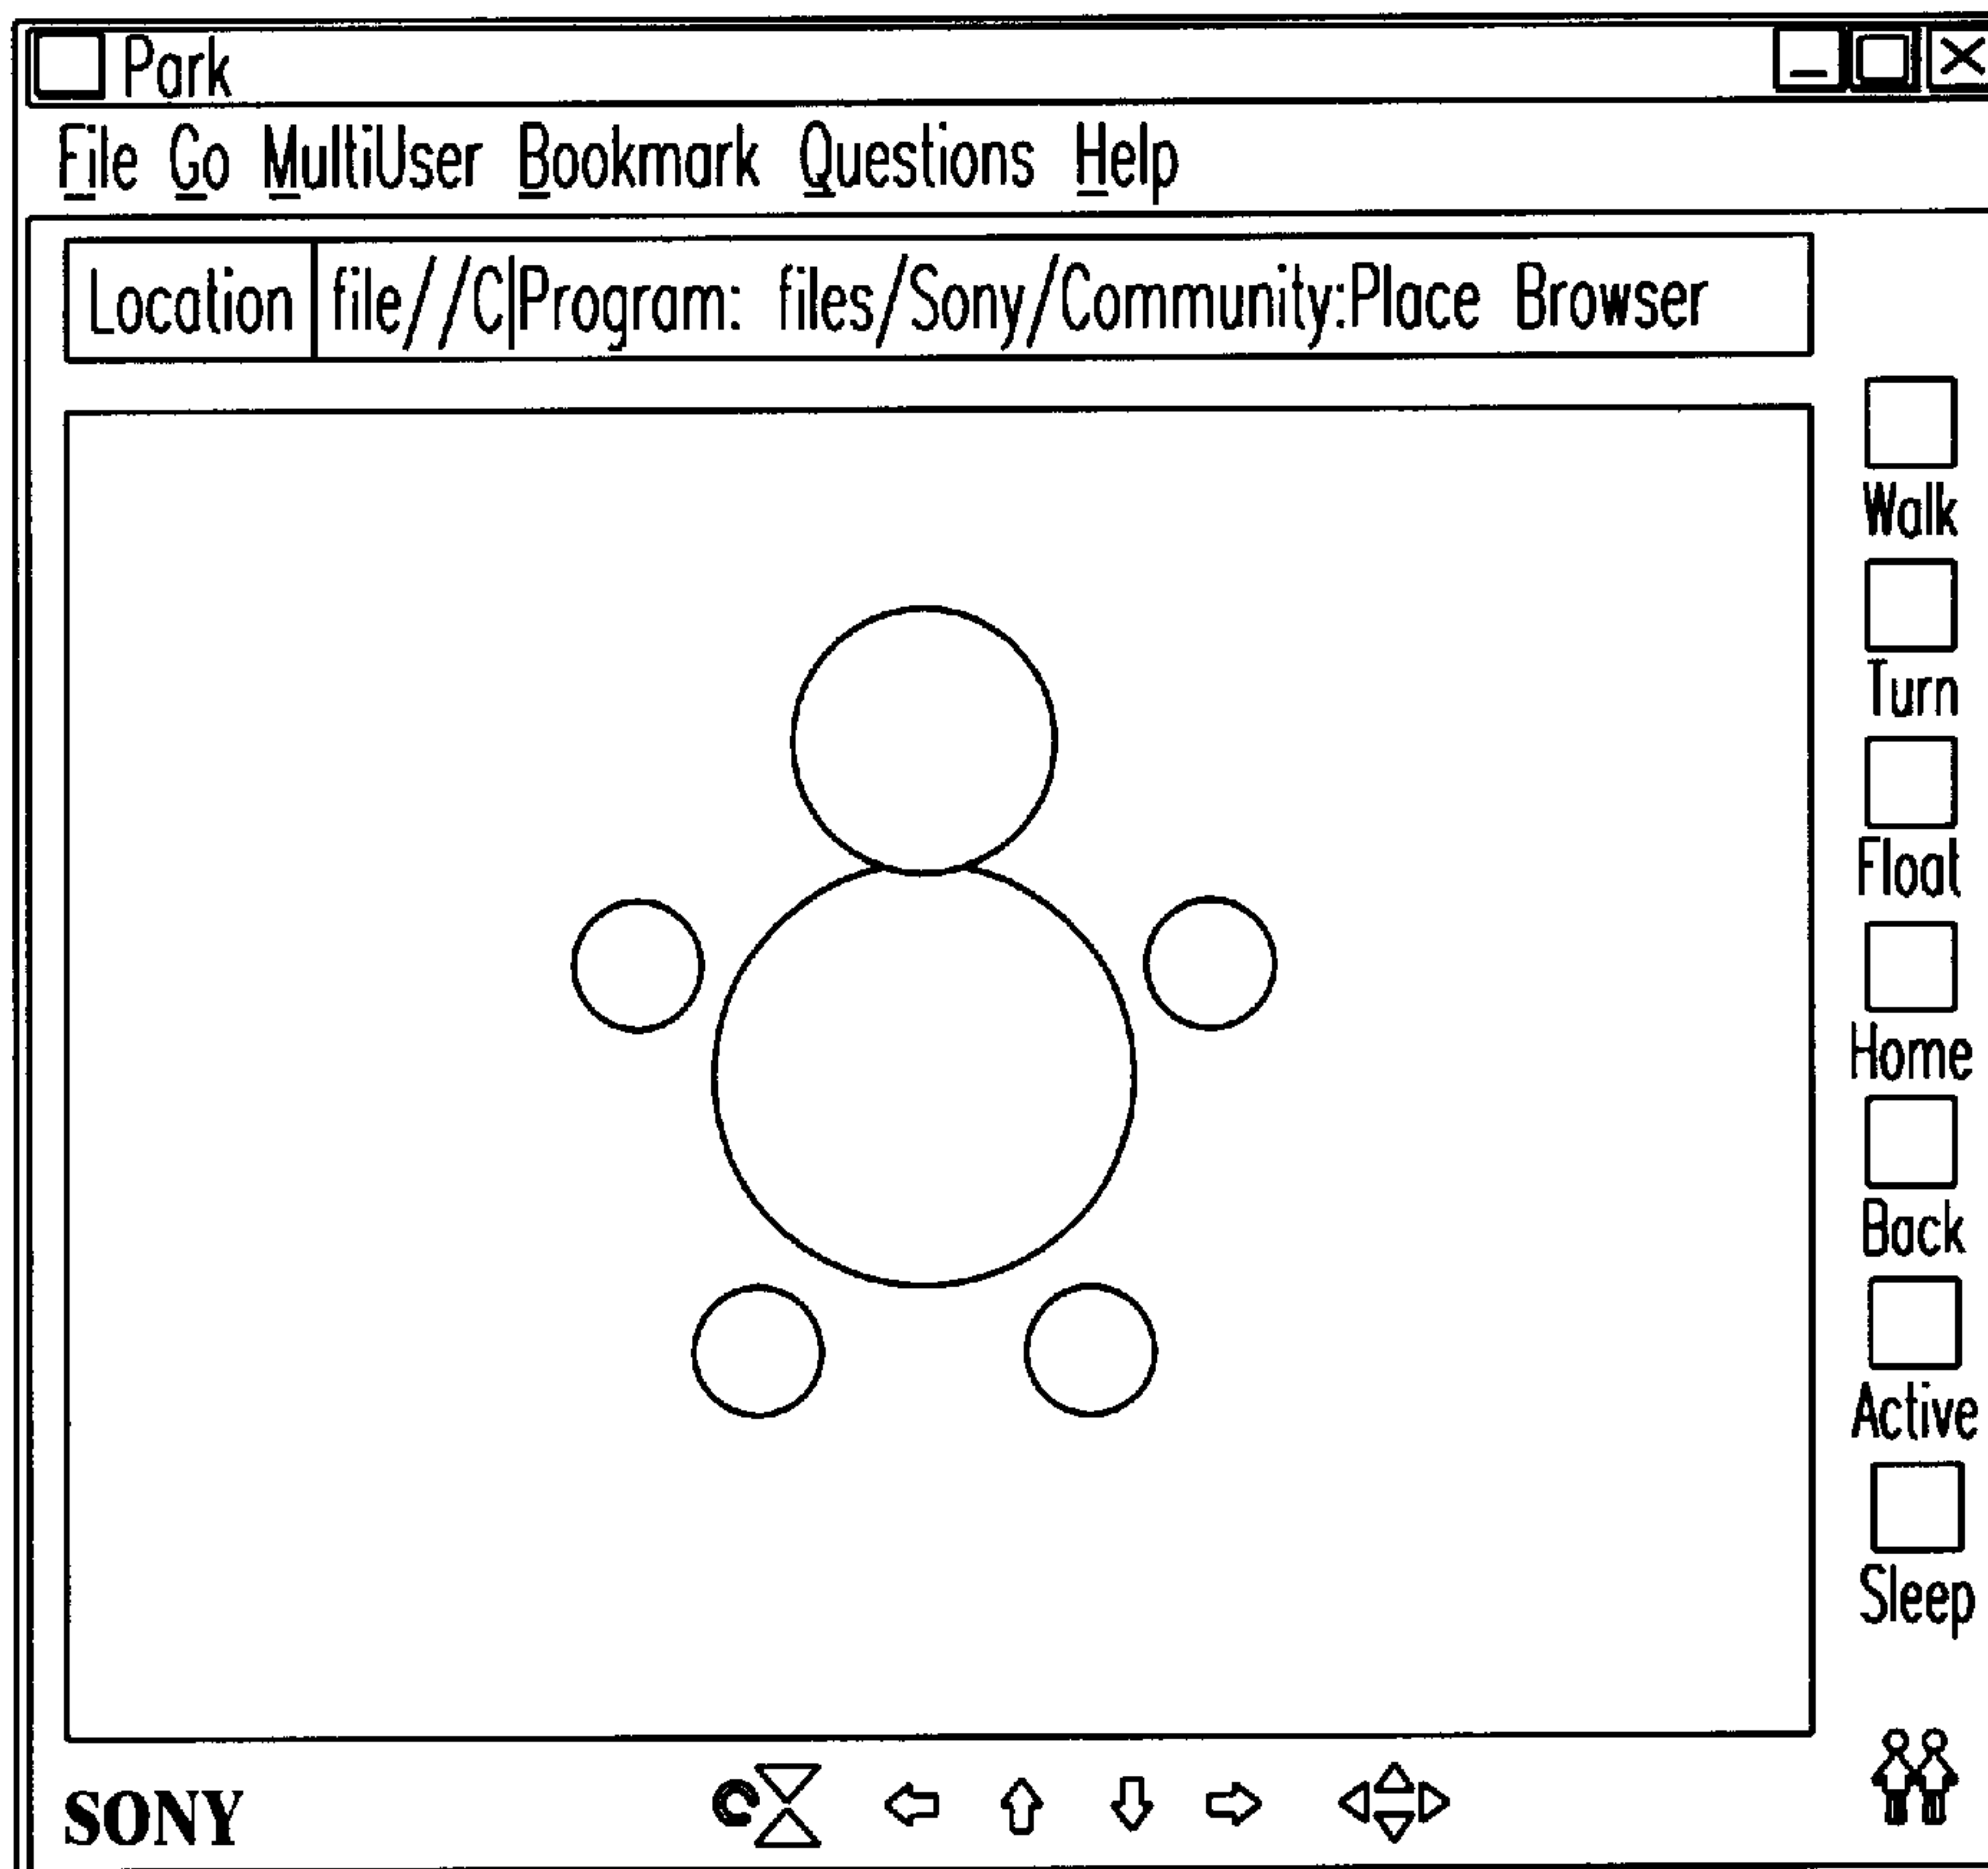 Park
File Go MultiUser Bookmark Questions Help
Location file//C|Program: files/Sony/Community:Place Browser
Walk
Turn
Float
Home
Back
Active
Sleep
SONY